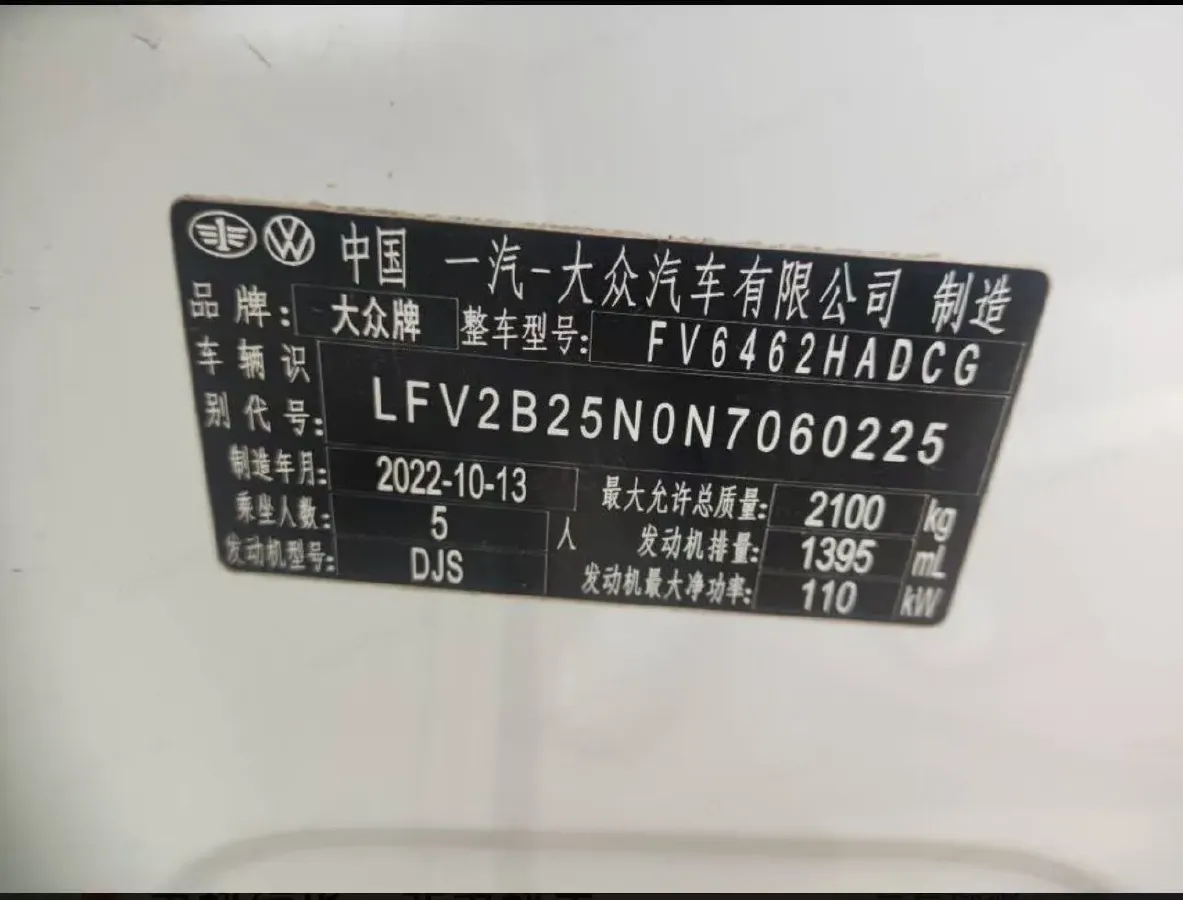 中国 一汽-大众汽车有限公司 制造
品牌: 大众牌 整车型号: FV6462HADCG
车辆识别代号: LFV2B25N0N7060225
制造年月: 2022-10-13 最大允许总质量: 2100 kg
乘坐人数: 5 人 发动机排量: 1395 mL
发动机型号: DJS 发动机最大净功率: 110 kW